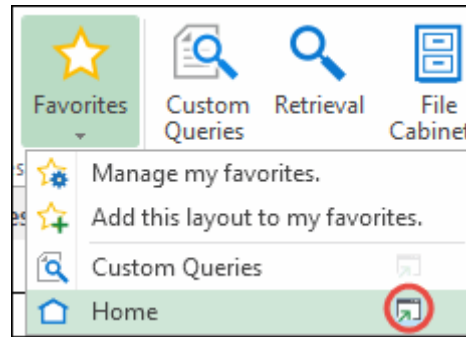 Favorites
Custom
Queries
Retrieval
File
Cabinet
Manage my favorites.
Add this layout to my favorites.
Custom Queries
Home